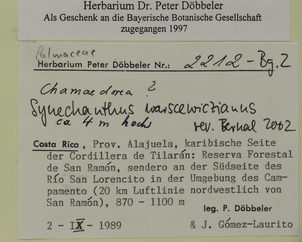 Herbarium Dr. Peter Döbbeler
Als Geschenk an die Bayerische Botanische Gesellschaft
zugegangen 1997
Palmaceae
Herbarium Peter Döbbeler Nr.: 2212-Bg.2
Chamaedorea ?
Synechanthus warscewiczianus
ca 4 m hoch rev. Bernal 2002
Costa Rica, Prov. Alajuela, karibische Seite
der Cordillera de Tilarán: Reserva Forestal
de San Ramón, sendero an der Südseite des
Río San Lorencito in der Umgebung des Cam-
pamento (20 km Luftlinie nordwestlich von
San Ramón), 870 - 1100 m
leg. P. Döbbeler
2 - IX - 1989 & J. Gómez-Laurito